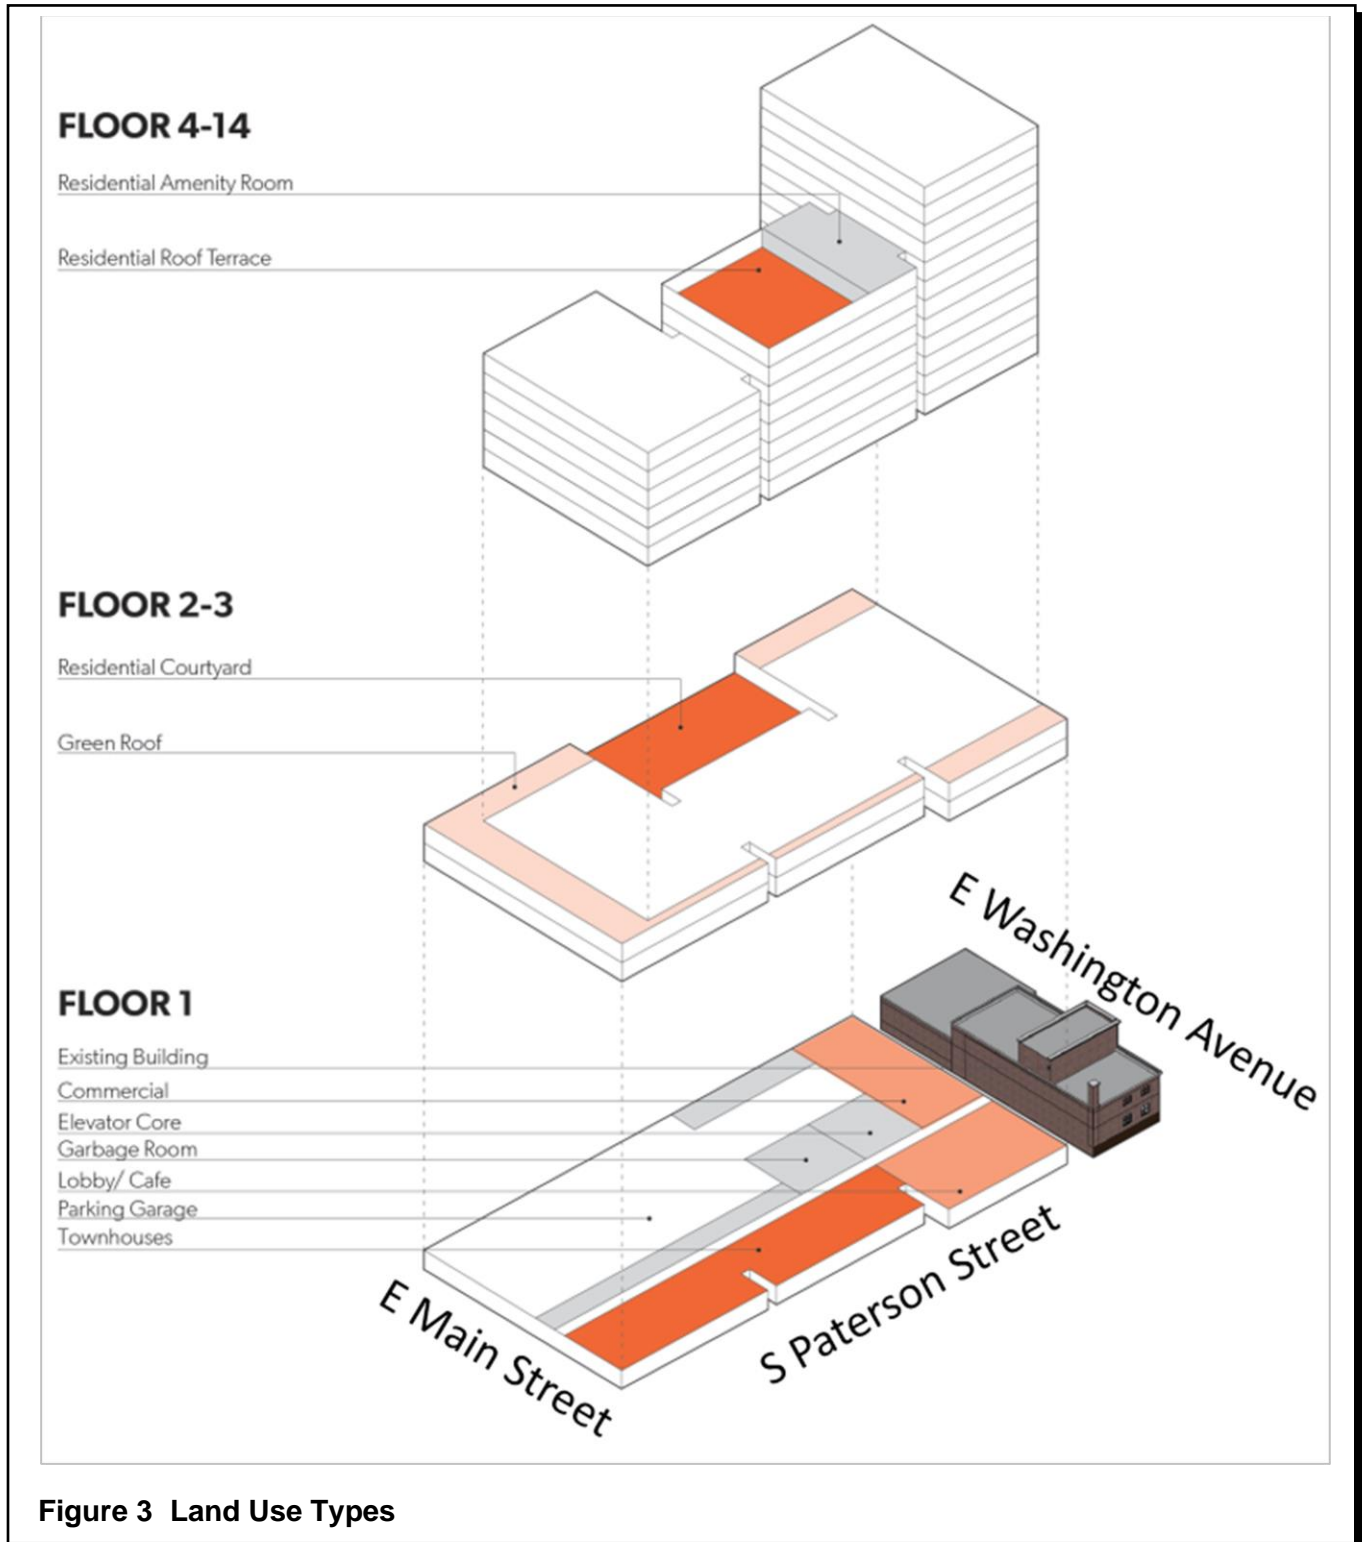 FLOOR 4-14
Residential Amenity Room
Residential Roof Terrace
FLOOR 2-3
Residential Courtyard
Green Roof
E Washington Avenue
FLOOR 1
Existing Building
Commercial
Elevator Core
Garbage Room
Lobby/ Cafe
Parking Garage
Townhouses
E Main Street
S Paterson Street
Figure 3 Land Use Types